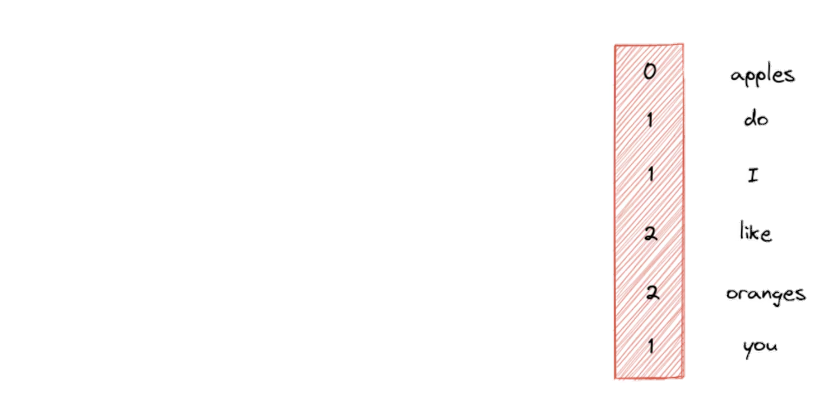 0 apples
1 do
1 I
2 like
2 oranges
1 you